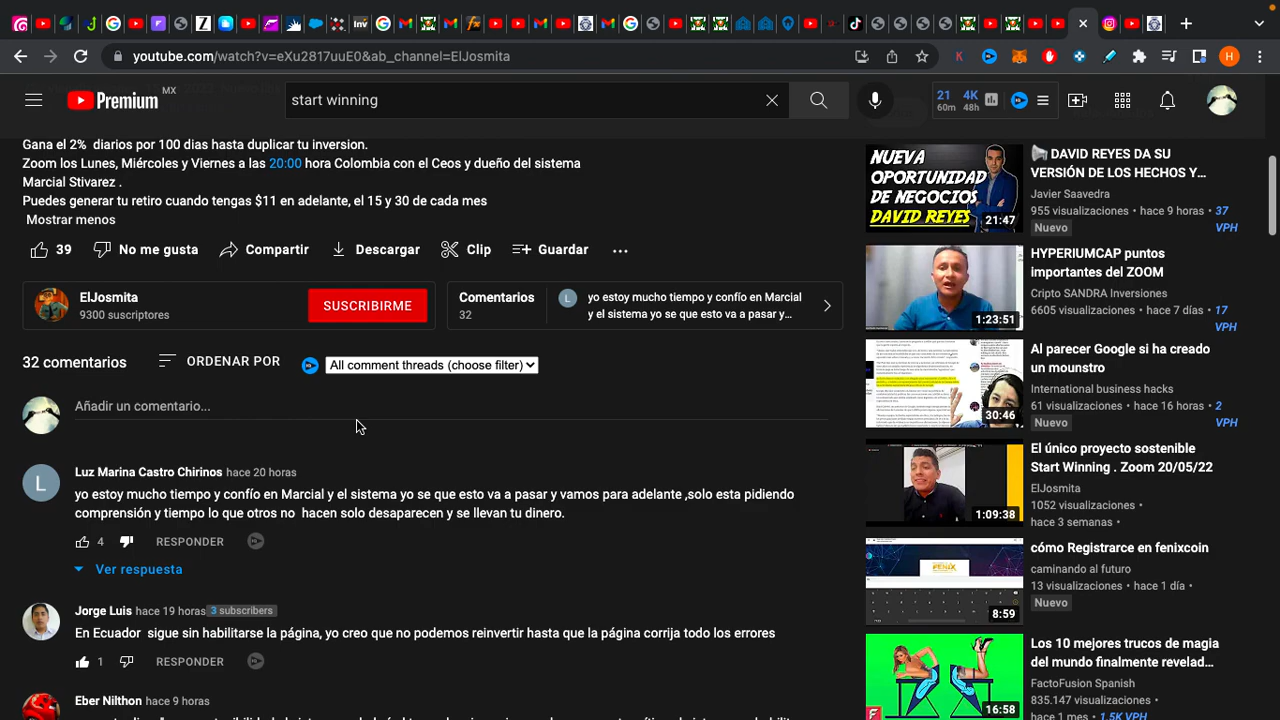 youtube.com/watch?v=eXu2817uuE0&ab_channel=ElJosmita
H
Premium MX
start winning
21 60m 4K 48h
Gana el 2% diarios por 100 dias hasta duplicar tu inversion.
Zoom los Lunes, Miércoles y Viernes a las 20:00 hora Colombia con el Ceos y dueño del sistema
Marcial Stivarez .
Puedes generar tu retiro cuando tengas $11 en adelante, el 15 y 30 de cada mes
Mostrar menos
39 No me gusta Compartir Descargar Clip Guardar ...
ElJosmita
9300 suscriptores
SUSCRIBIRME
Comentarios
32
L
yo estoy mucho tiempo y confío en Marcial
y el sistema yo se que esto va a pasar y...
32 comentarios ORDENAR POR All comment threads (choose filtr)
Añadir un comentario...
L
Luz Marina Castro Chirinos hace 20 horas
yo estoy mucho tiempo y confío en Marcial y el sistema yo se que esto va a pasar y vamos para adelante ,solo esta pidiendo
comprensión y tiempo lo que otros no hacen solo desaparecen y se llevan tu dinero.
4 RESPONDER
Ver respuesta
Jorge Luis hace 19 horas 3 subscribers
En Ecuador sigue sin habilitarse la página, yo creo que no podemos reinvertir hasta que la página corrija todo los errores
1 RESPONDER
Eber Nilthon hace 9 horas
NUEVA
OPORTUNIDAD
DE NEGOCIOS
DAVID REYES
21:47
DAVID REYES DA SU
VERSIÓN DE LOS HECHOS Y...
Javier Saavedra
955 visualizaciones • hace 9 horas • 37
VPH
Nuevo
1:23:51
HYPERIUMCAP puntos
importantes del ZOOM
Cripto SANDRA Inversiones
6605 visualizaciones • hace 7 días • 17
VPH
30:46
Al parecer Google ha creado
International business hacks
61 visualizaciones • hace 16 horas • 2
VPH
1:09:38
El único proyecto sostenible
Start Winning . Zoom 20/05/22
ElJosmita
1052 visualizaciones •
hace 3 semanas •
FENIX
8:59
cómo Registrarce en fenixcoin
caminando al futuro
13 visualizaciones • hace 1 día •
Nuevo
16:58
Los 10 mejores trucos de magia
del mundo finalmente revelad...
FactoFusion Spanish
835.147 visualizaciones •
hace 1 mes • 1.5K VPH